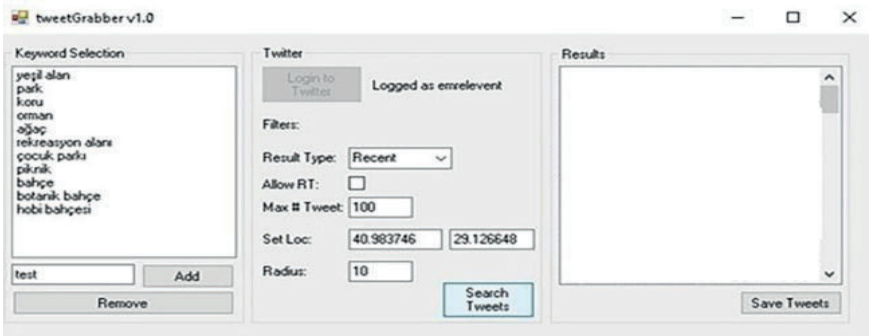 tweetGrabber v1.0
Keyword Selection
yeşil alan
park
koru
orman
ağaç
rekreasyon alanı
çocuk parkı
piknik
bahçe
botanik bahçe
hobi bahçesi
test
Add
Remove
Twitter
Login to
Twitter
Logged as emrelevent
Filters:
Result Type: Recent
Allow RT:
Max # Tweet: 100
Set Loc: 40.983746 29.126648
Radius: 10
Search
Tweets
Results
Save Tweets